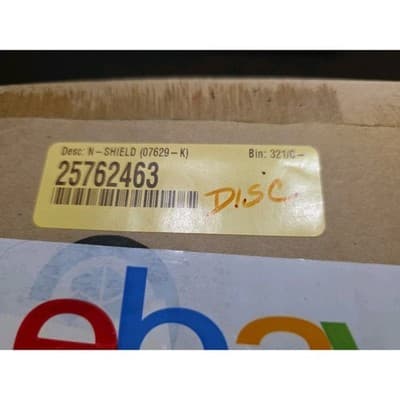 Desc: N-SHIELD (07629-K) Bin: 321/C-
25762463
DISC
ebay